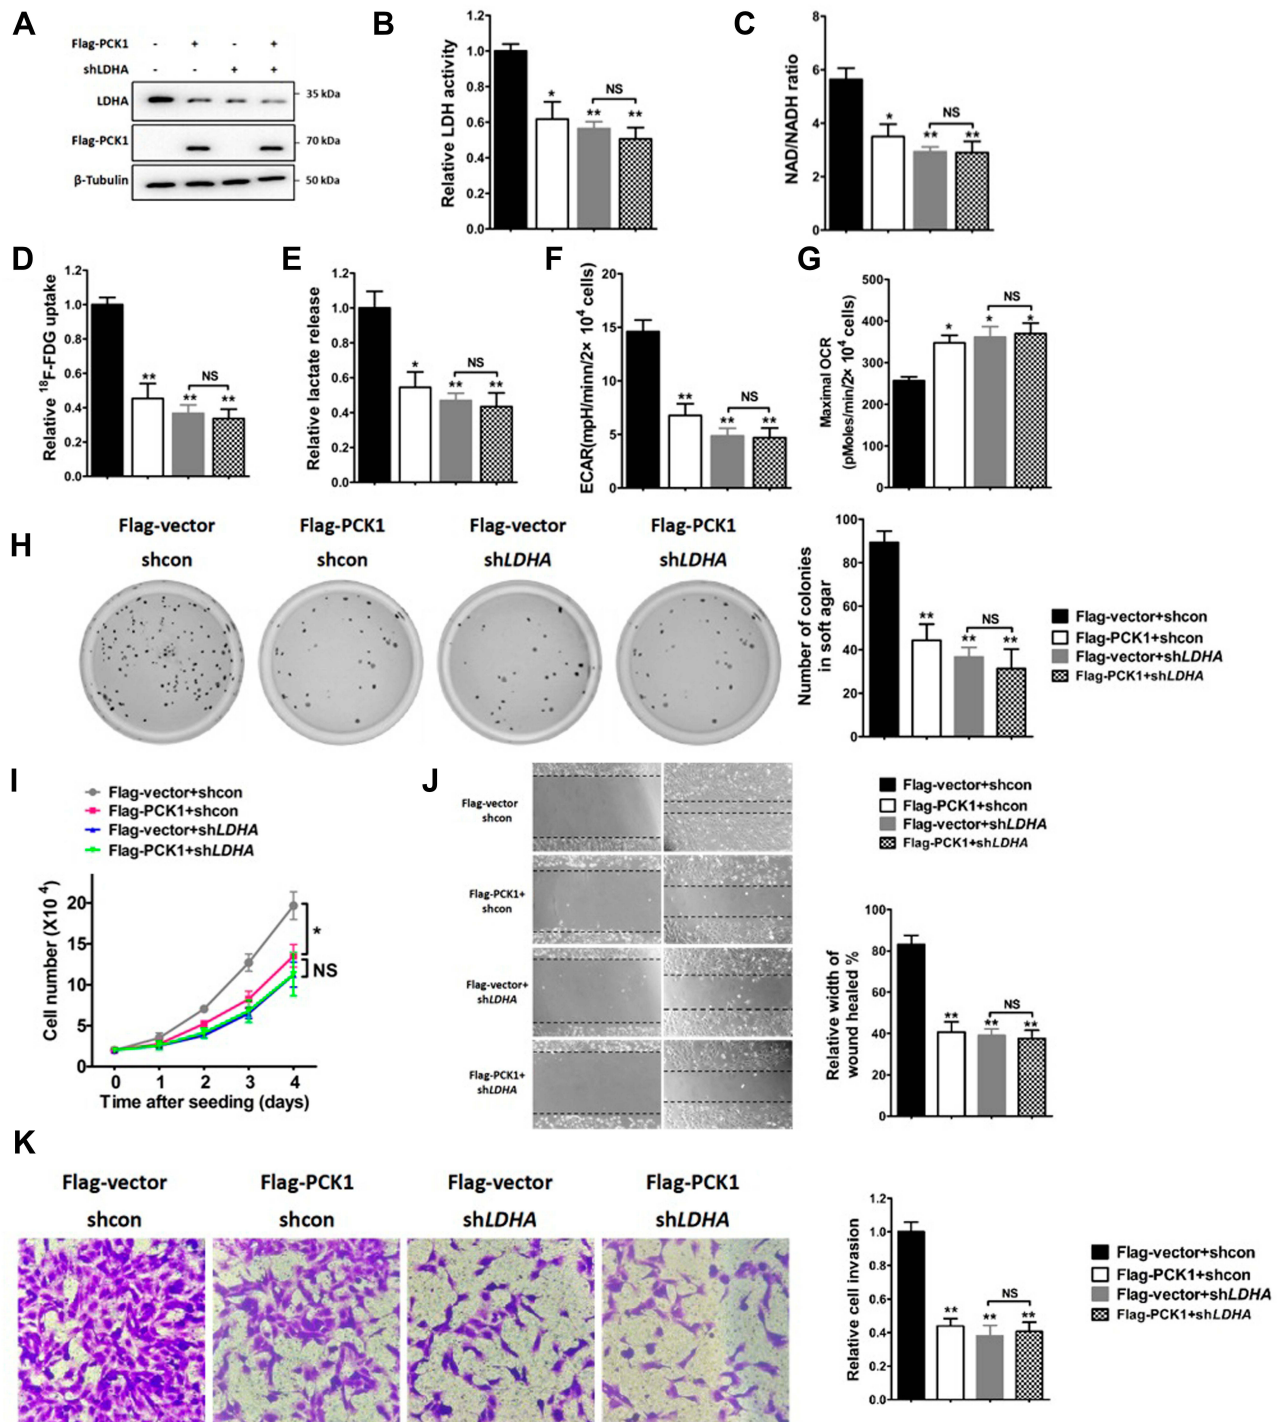 A
Flag-PCK1 - + - +
shLDHA - - + +
LDHA
35 kDa
Flag-PCK1
70 kDa
β-Tubulin
50 kDa
B
Relative LDH activity
1.2
1.0
0.8
0.6
0.4
0.2
0.0
*
**
NS
**
C
NAD/NADH ratio
8
6
4
2
0
*
**
NS
**
D
Relative 18F-FDG uptake
1.2
1.0
0.8
0.6
0.4
0.2
0.0
**
**
NS
**
E
Relative lactate release
1.2
1.0
0.8
0.6
0.4
0.2
0.0
*
**
NS
**
F
ECAR(mpH/minn/2× 10^4 cells)
20
15
10
5
0
**
**
NS
**
G
Maximal OCR
(pMoles/min/2× 10^4 cells)
500
400
300
200
100
0
*
*
NS
*
H
Flag-vector Flag-PCK1 Flag-vector Flag-PCK1
shcon shcon shLDHA shLDHA
Number of colonies
in soft agar
100
80
60
40
20
0
**
**
NS
**
Flag-vector+shcon
Flag-PCK1+shcon
Flag-vector+shLDHA
Flag-PCK1+shLDHA
I
Flag-vector+shcon
Flag-PCK1+shcon
Flag-vector+shLDHA
Flag-PCK1+shLDHA
Cell number (X10^4)
20
15
10
5
0
*
NS
0 1 2 3 4
Time after seeding (days)
J
Flag-vector
shcon
Flag-PCK1+
shcon
Flag-vector+
shLDHA
Flag-PCK1+
shLDHA
Flag-vector+shcon
Flag-PCK1+shcon
Flag-vector+shLDHA
Flag-PCK1+shLDHA
Relative width of
wound healed %
100
80
60
40
20
0
**
**
NS
**
K
Flag-vector Flag-PCK1 Flag-vector Flag-PCK1
shcon shcon shLDHA shLDHA
Relative cell invasion
1.2
1.0
0.8
0.6
0.4
0.2
0.0
**
**
NS
**
Flag-vector+shcon
Flag-PCK1+shcon
Flag-vector+shLDHA
Flag-PCK1+shLDHA